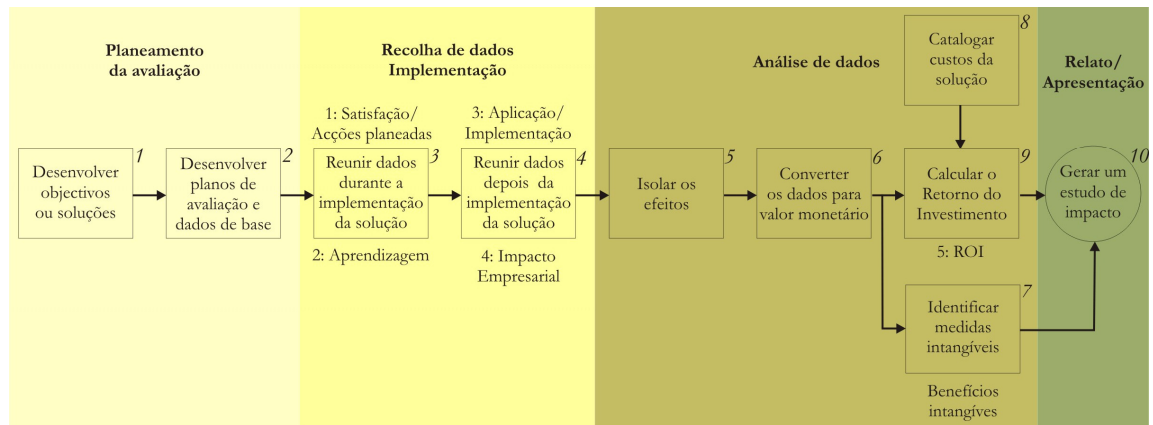 Planeamento
da avaliação
1
Desenvolver
objectivos
ou soluções
2
Desenvolver
planos de
avaliação e
dados de base
Recolha de dados
Implementação
1: Satisfação/
Acções planeadas
3
Reunir dados
durante a
implementação
da solução
2: Aprendizagem
3: Aplicação/
Implementação
4
Reunir dados
depois da
implementação
da solução
4: Impacto
Empresarial
Análise de dados
5
Isolar os
efeitos
6
Converter
os dados para
valor monetário
8
Catalogar
custos da
solução
9
Calcular o
Retorno do
Investimento
5: ROI
7
Identificar
medidas
intangíveis
Benefícios
intangíves
Relato/
Apresentação
10
Gerar um
estudo de
impacto